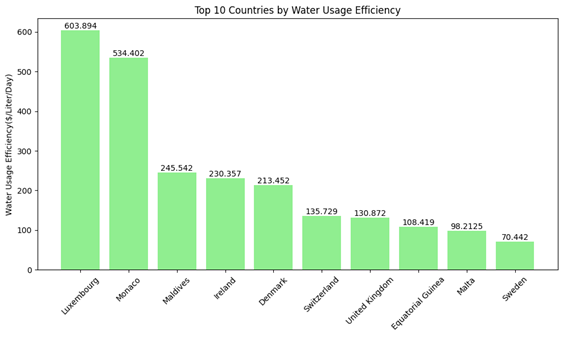 Top 10 Countries by Water Usage Efficiency
Water Usage Efficiency($/Liter/Day)
600
500
400
300
200
100
0
603.894
534.402
245.542
230.357
213.452
135.729
130.872
108.419
98.2125
70.442
Luxembourg
Monaco
Maldives
Ireland
Denmark
Switzerland
United Kingdom
Equatorial Guinea
Malta
Sweden